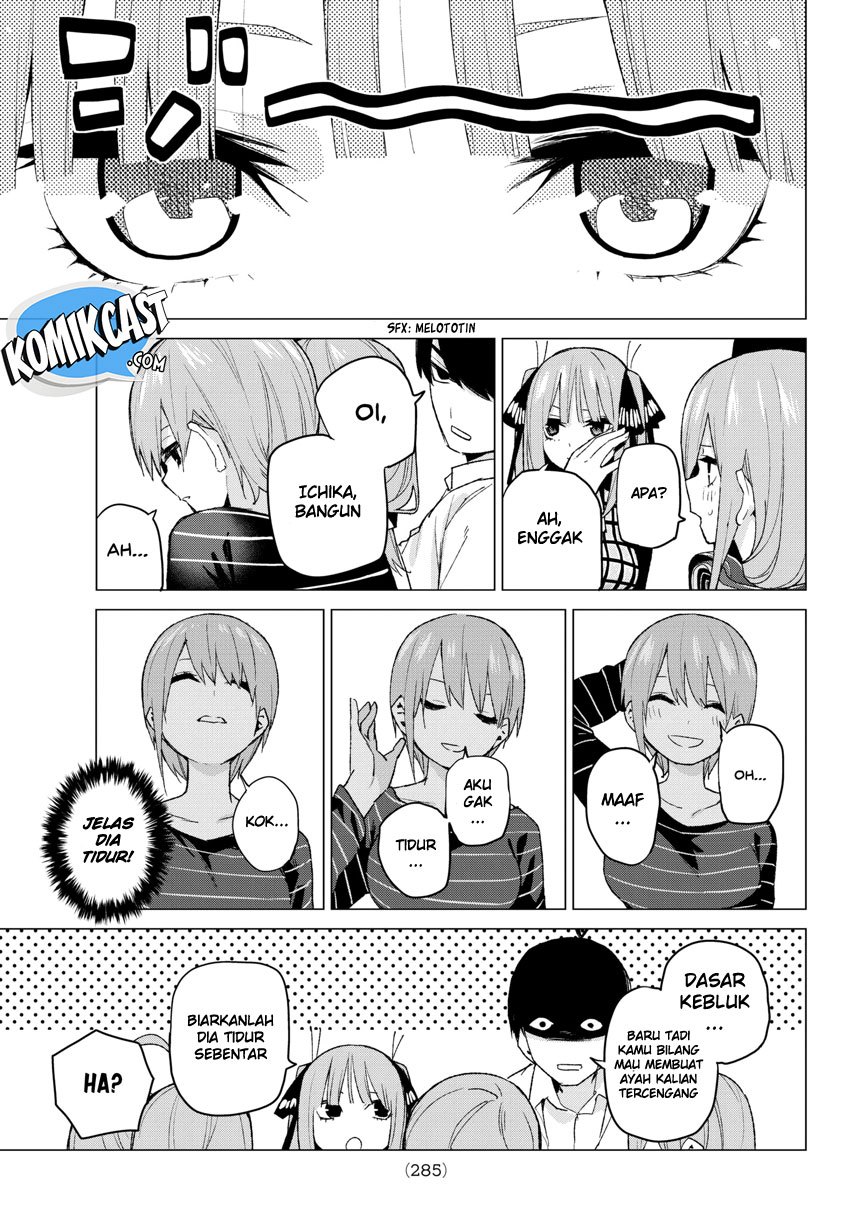 ジ
KOMIKCAST
.COM
SFX: MELOTOTIN
APA?
AH,
ENGGAK
OI,
ICHIKA,
BANGUN
AH...
OH...
MAAF
...
AKU
GAK
...
TIDUR
...
KOK...
JELAS
DIA
TIDUR!
DASAR
KEBLUK
...
BARU TADI
KAMU BILANG
MAU MEMBUAT
AYAH KALIAN
TERCENGANG
BIARKANLAH
DIA TIDUR
SEBENTAR
HA?
(285)